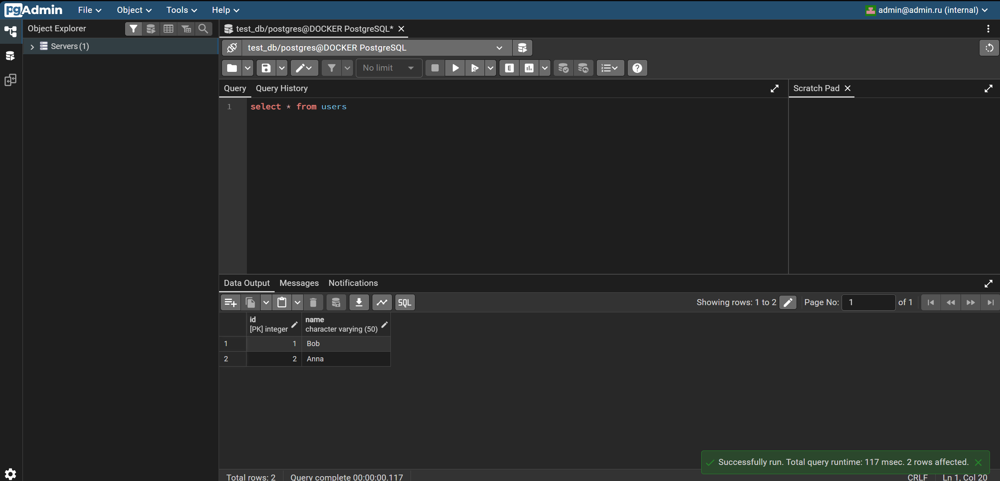 pgAdmin File Object Tools Help admin@admin.ru (internal)
Object Explorer
test_db/postgres@DOCKER PostgreSQL*
Servers (1)
test_db/postgres@DOCKER PostgreSQL
No limit
E
Query Query History
Scratch Pad
1 select * from users
Data Output Messages Notifications
SQL
Showing rows: 1 to 2
Page No: 1 of 1
id
[PK] integer
name
character varying (50)
1 1 Bob
2 2 Anna
Successfully run. Total query runtime: 117 msec. 2 rows affected.
Total rows: 2 Query complete 00:00:00.117 CRLF Ln 1, Col 20